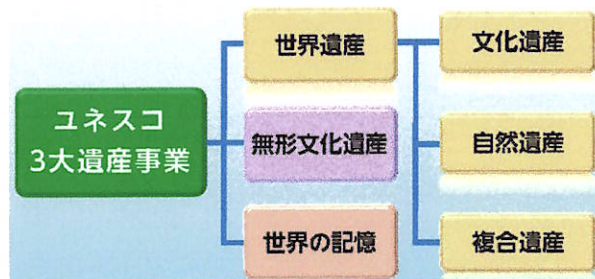 ユネスコ
3大遺産事業
世界遺産
無形文化遺産
世界の記憶
文化遺産
自然遺産
複合遺産